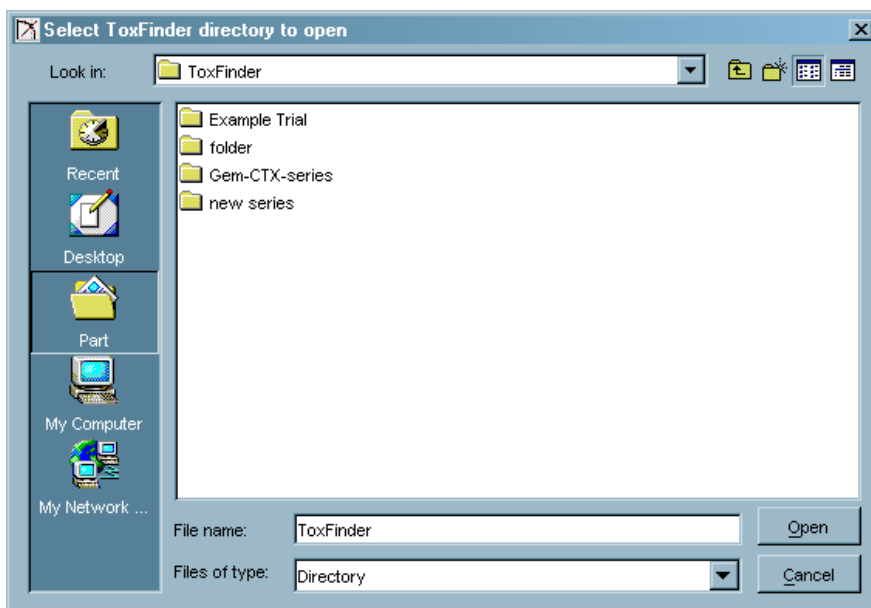 Select ToxFinder directory to open
Look in:
ToxFinder
Recent
Desktop
Part
My Computer
My Network ...
Example Trial
folder
Gem-CTX-series
new series
File name:
ToxFinder
Open
Files of type:
Directory
Cancel